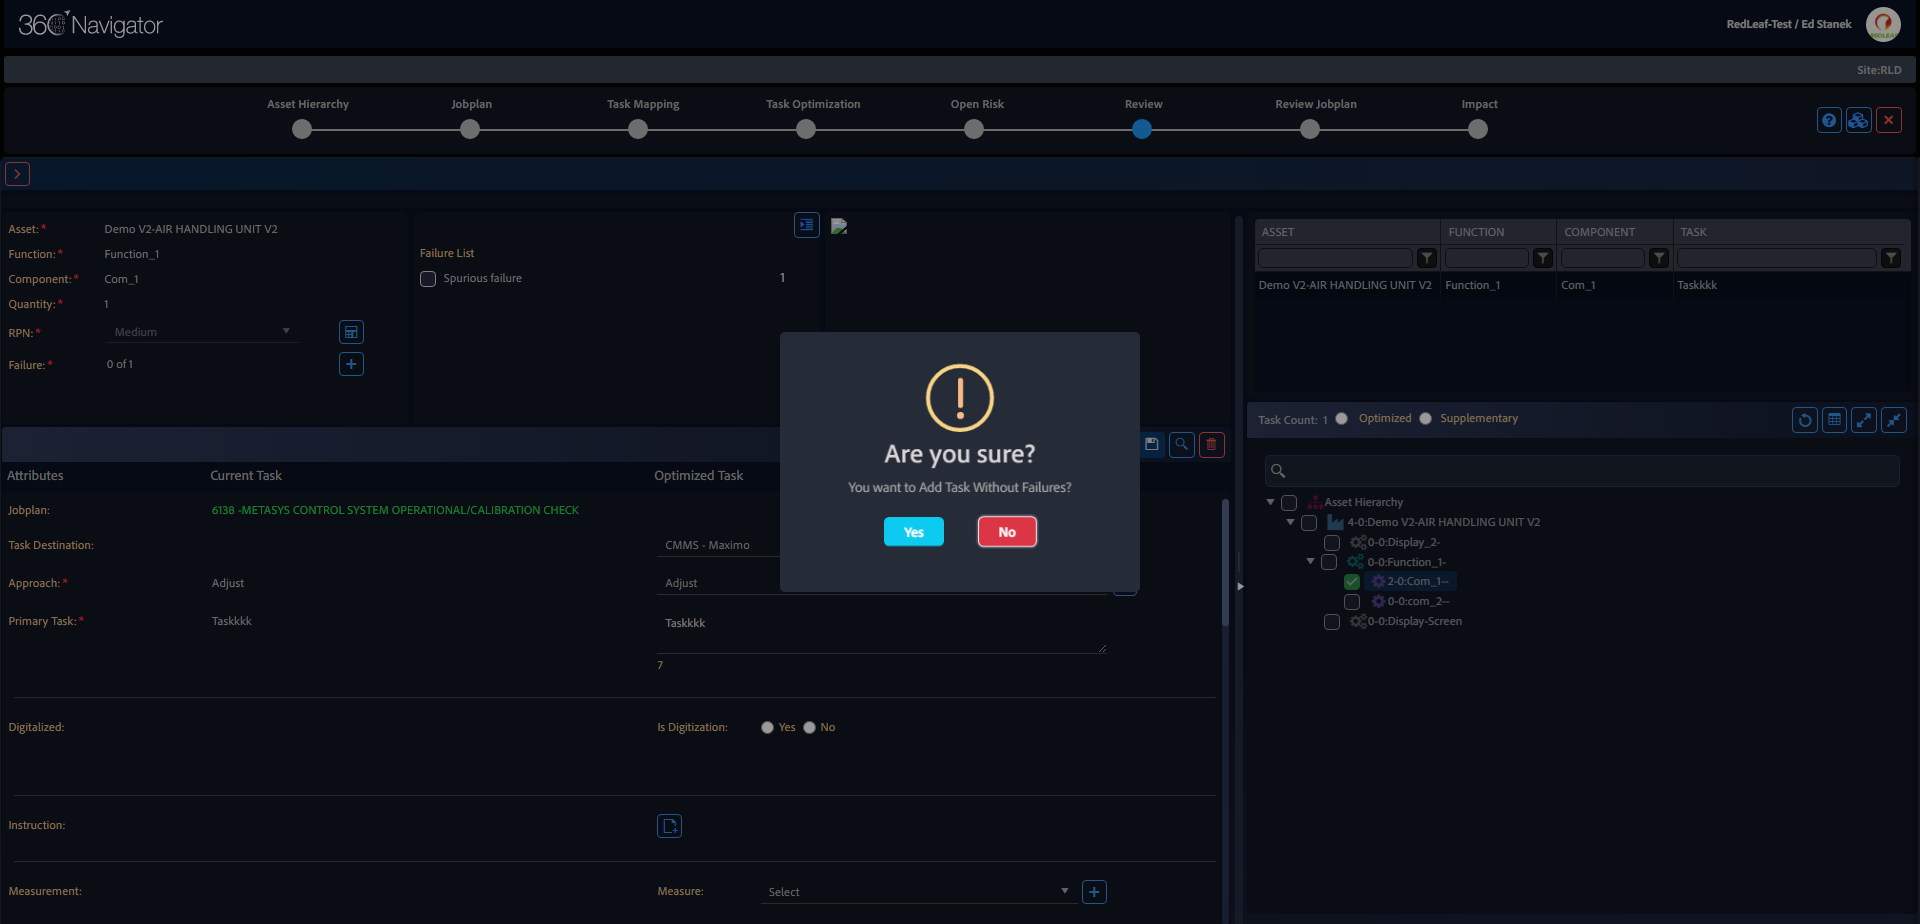 360 Navigator
RedLeaf-Test / Ed Stanek
REDLEAF
Site:RLD
Asset Hierarchy
Jobplan
Task Mapping
Task Optimization
Open Risk
Review
Review Jobplan
Impact
Asset:*
Demo V2-AIR HANDLING UNIT V2
Function:*
Function_1
Component:*
Com_1
Quantity:*
1
RPN:*
Medium
Failure:*
0 of 1
Failure List
Spurious failure
1
ASSET
FUNCTION
COMPONENT
TASK
Demo V2-AIR HANDLING UNIT V2
Function_1
Com_1
Taskkkk
Are you sure?
You want to Add Task Without Failures?
Yes
No
Attributes
Current Task
Optimized Task
Jobplan:
6138 -METASYS CONTROL SYSTEM OPERATIONAL/CALIBRATION CHECK
Task Destination:
CMMS - Maximo
Approach:*
Adjust
Adjust
Primary Task:*
Taskkkk
Taskkkk
7
Digitalized:
Is Digitization:
Yes
No
Instruction:
Measurement:
Measure:
Select
Task Count: 1
Optimized
Supplementary
Asset Hierarchy
4-0:Demo V2-AIR HANDLING UNIT V2
0-0:Display_2-
0-0:Function_1-
2-0:Com_1--
0-0:com_2--
0-0:Display-Screen